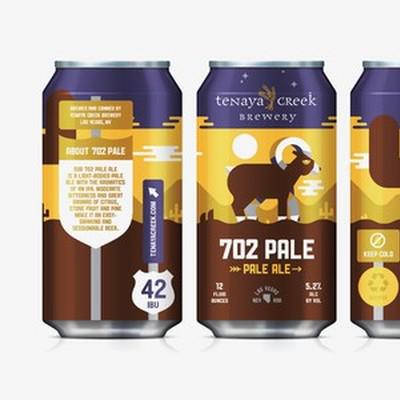 BREWED AND CANNED BY
TENAYA CREEK BREWERY
LAS VEGAS, NV
ABOUT 702 PALE
OUR 702 PALE ALE
IS A LIGHT-BODIED PALE
ALE WITH THE AROMATICS
OF AN IPA. MODERATE
BITTERNESS AND GREAT
AROMAS OF CITRUS,
STONE FRUIT AND PINE
MAKE IT AN EASY-
DRINKING AND
SESSIONABLE BEER.
TENAYACREEK.COM
42
IBU
tenaya creek
BREWERY
702 PALE
PALE ALE
12
FLUID
OUNCES
LAS VEGAS
NEVADA
5.2%
ALC
BY VOL
KEEP COLD